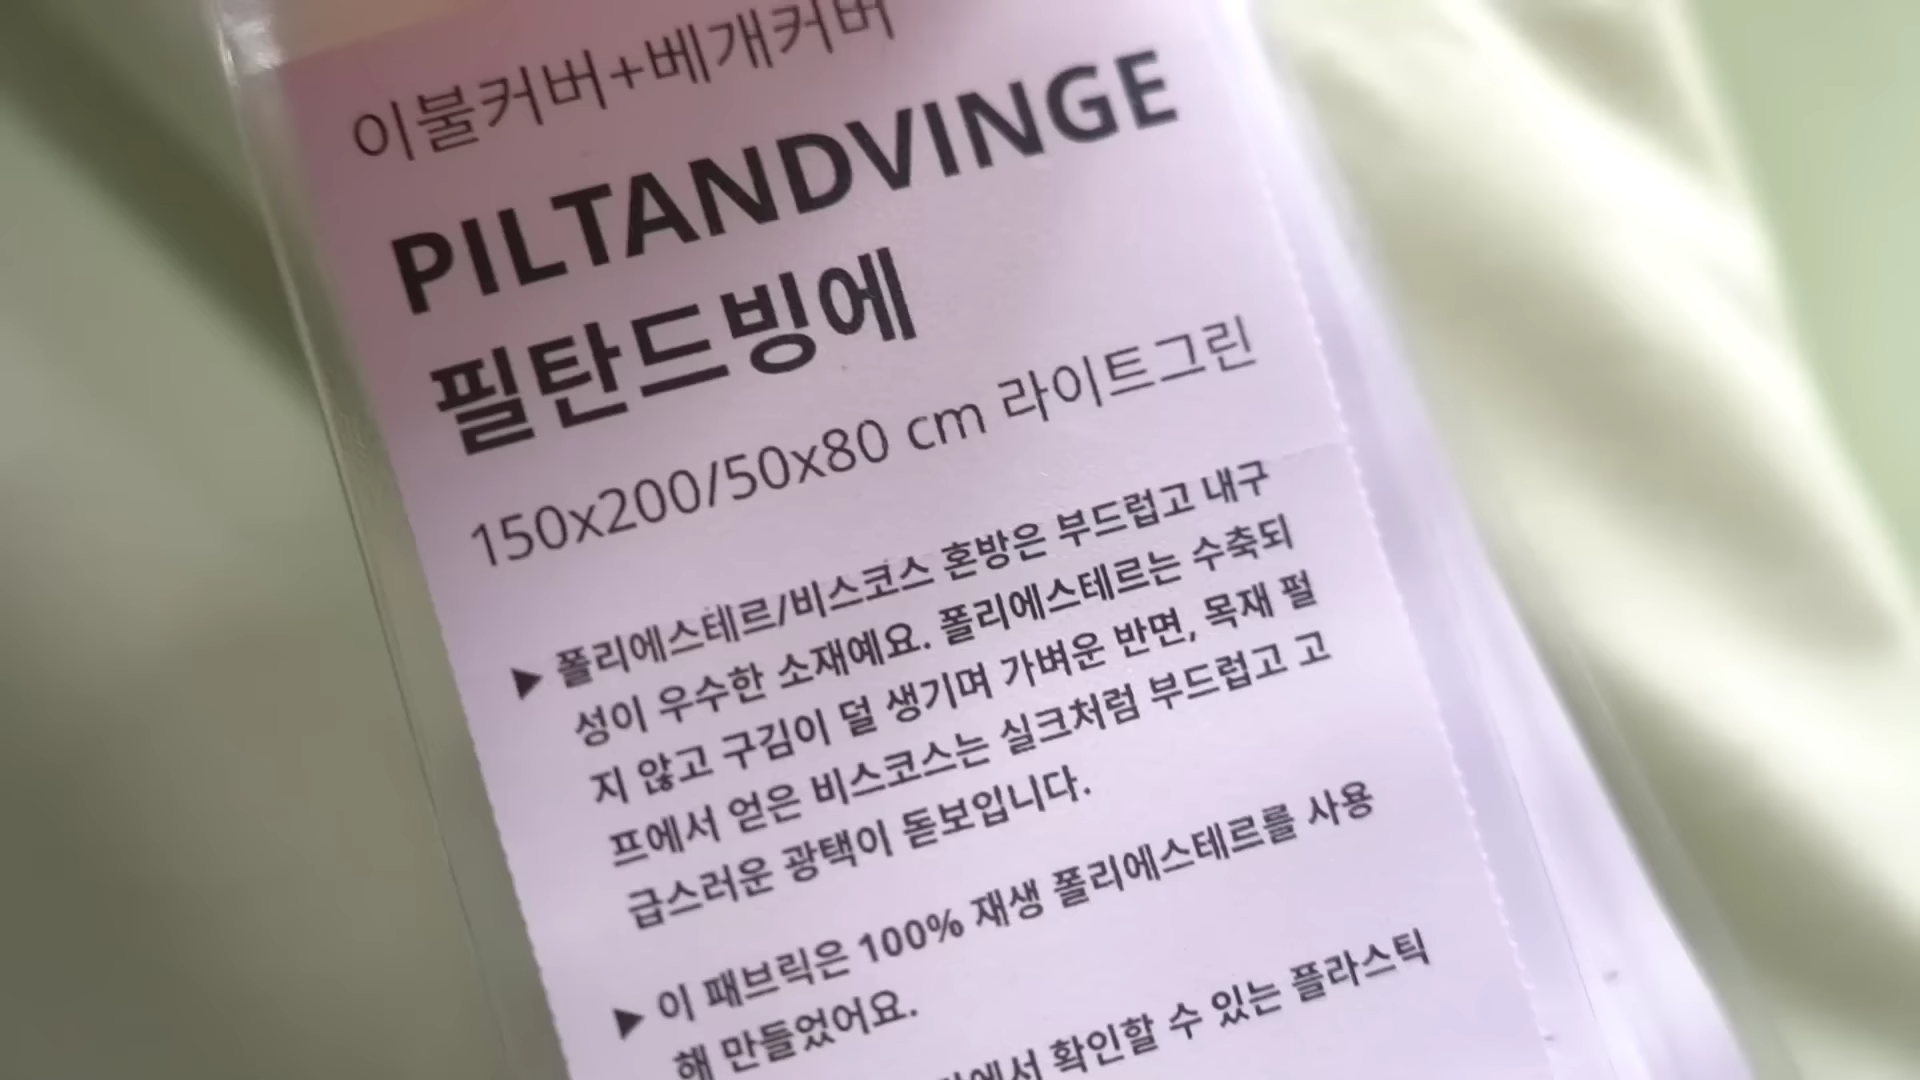 이불커버+베개커버
PILTANDVINGE
필탄드빙에
150x200/50x80 cm 라이트그린
▶ 폴리에스테르/비스코스 혼방은 부드럽고 내구
성이 우수한 소재예요. 폴리에스테르는 수축되
지 않고 구김이 덜 생기며 가벼운 반면, 목재 펄
프에서 얻은 비스코스는 실크처럼 부드럽고 고
급스러운 광택이 돋보입니다.
▶ 이 패브릭은 100% 재생 폴리에스테르를 사용
해 만들었어요.
확인할 수 있는 플라스틱